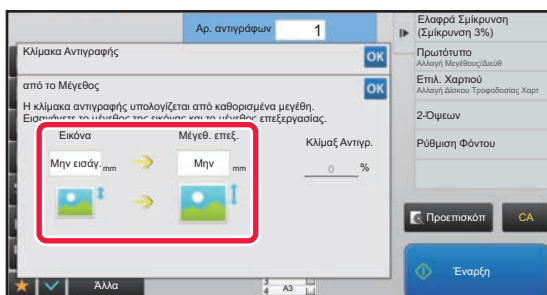 Αρ. αντιγράφων 1
Κλίμακα Αντιγραφής OK
από το Μέγεθος OK
Η κλίμακα αντιγραφής υπολογίζεται από καθορισμένα μεγέθη.
Εισαγάγετε το μέγεθος της εικόνας και το μέγεθος επεξεργασίας.
Εικόνα Μέγεθ. επεξ. Κλίμαξ Αντιγρ.
Μην εισάγ. mm Μην mm 0 %
Άλλα
A3
4
Ελαφρά Σμίκρυνση
(Σμίκρυνση 3%)
Πρωτότυπο
Αλλαγή Μεγέθους/Διεύθ
Επιλ. Χαρτιού
Αλλαγή Δίσκου Τροφοδοσίας Χαρτ
2-Όψεων
Ρύθμιση Φόντου
Προεπισκόπ CA
Έναρξη